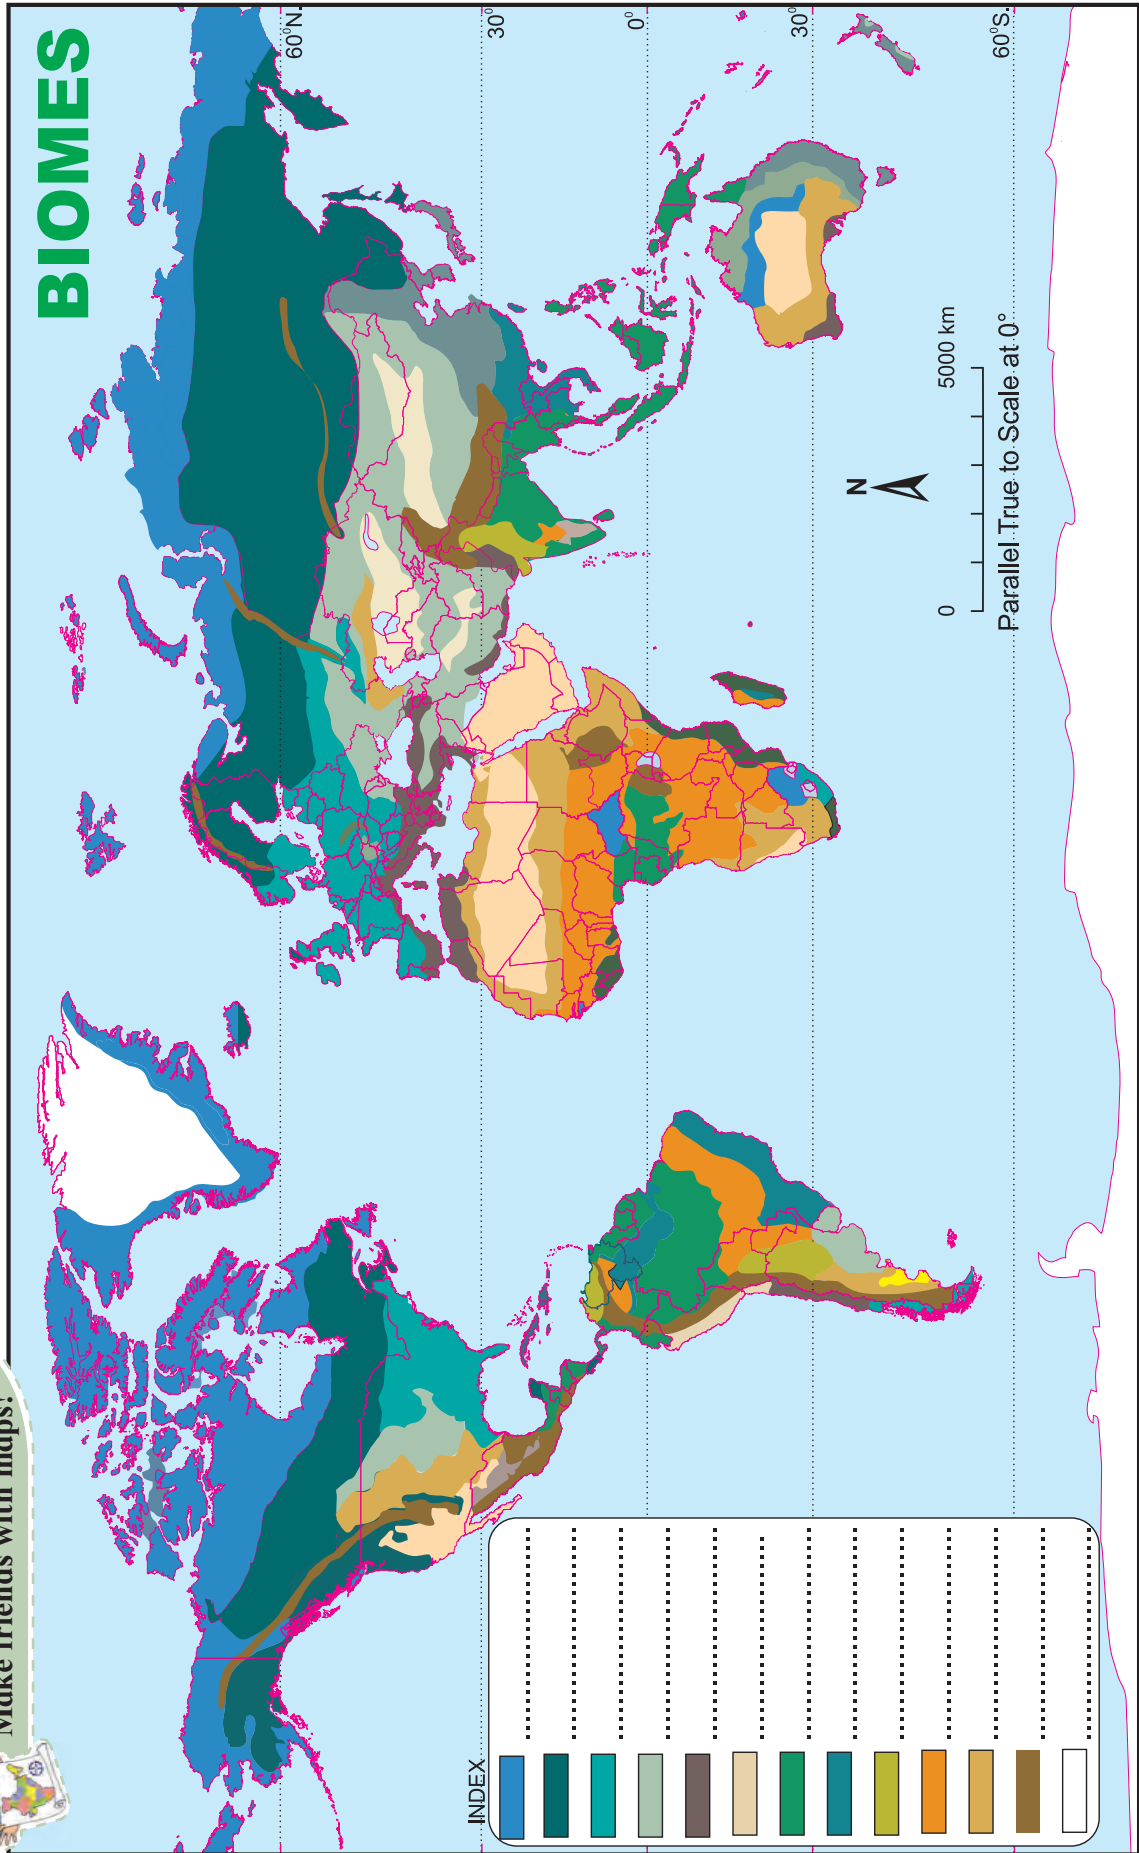 Make friends with maps!
BIOMES
60°N.
30°
0°
30°
60°S.
N
0 5000 km
Parallel True to Scale at 0°
INDEX